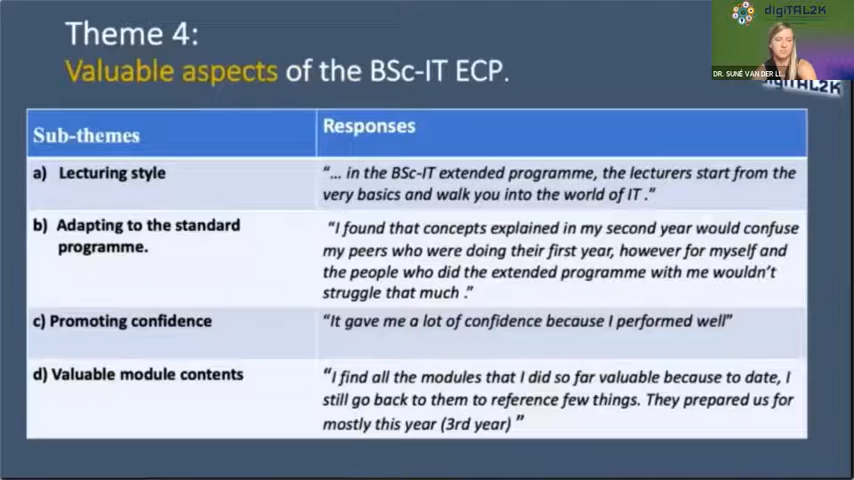 digiTAL2K
Theme 4:
Valuable aspects of the BSc-IT ECP.
DR. SUNÉ VAN DER LI...
digiTAL2K
Sub-themes
Responses
a) Lecturing style
"... in the BSc-IT extended programme, the lecturers start from the
very basics and walk you into the world of IT ."
b) Adapting to the standard
programme.
"I found that concepts explained in my second year would confuse
my peers who were doing their first year, however for myself and
the people who did the extended programme with me wouldn't
struggle that much ."
c) Promoting confidence
"It gave me a lot of confidence because I performed well"
d) Valuable module contents
"I find all the modules that I did so far valuable because to date, I
still go back to them to reference few things. They prepared us for
mostly this year (3rd year) "